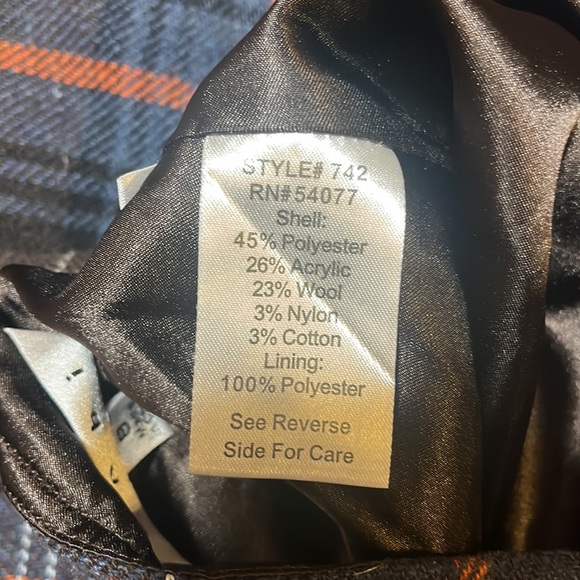 STYLE# 742
RN#54077
Shell:
45% Polyester
26% Acrylic
23% Wool
3% Nylon
3% Cotton
Lining:
100% Polyester
See Reverse
Side For Care